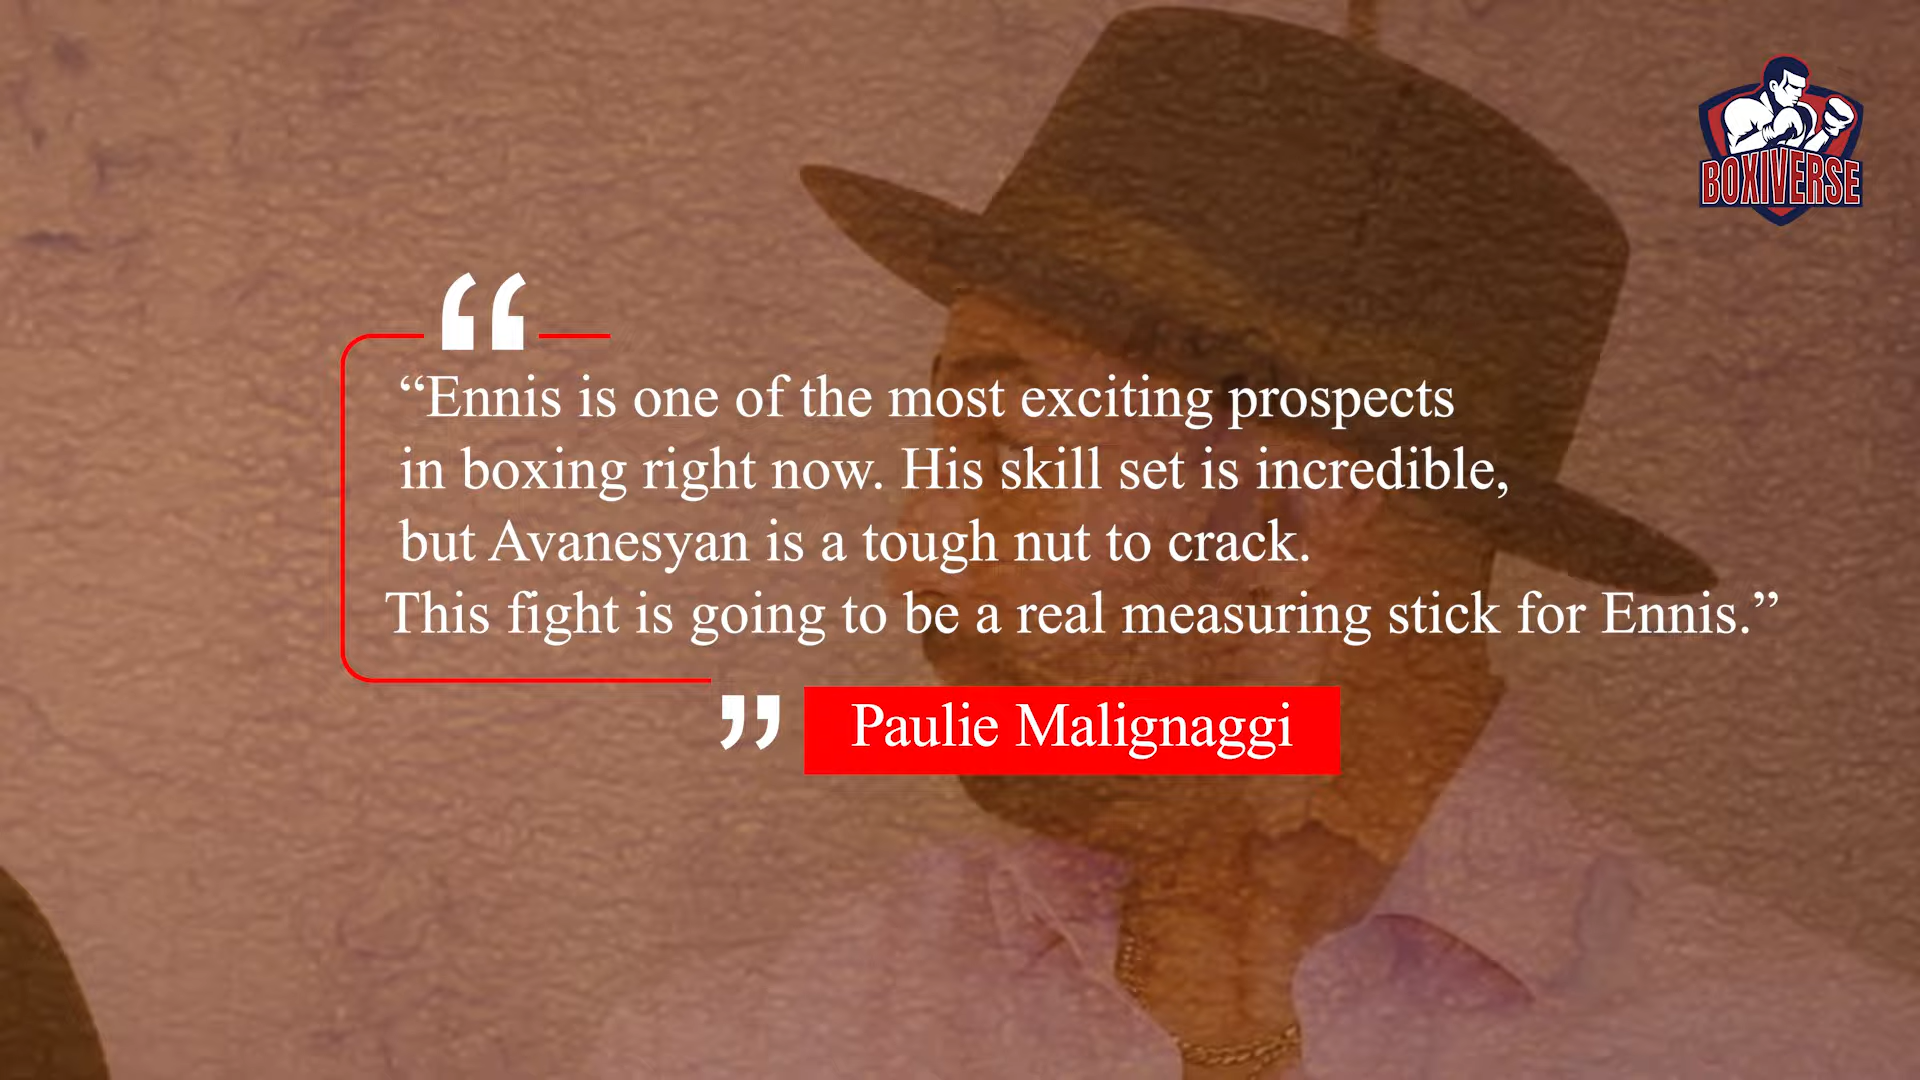 BOXIVERSE
“
“Ennis is one of the most exciting prospects
in boxing right now. His skill set is incredible,
but Avanesyan is a tough nut to crack.
This fight is going to be a real measuring stick for Ennis.”
” Paulie Malignaggi